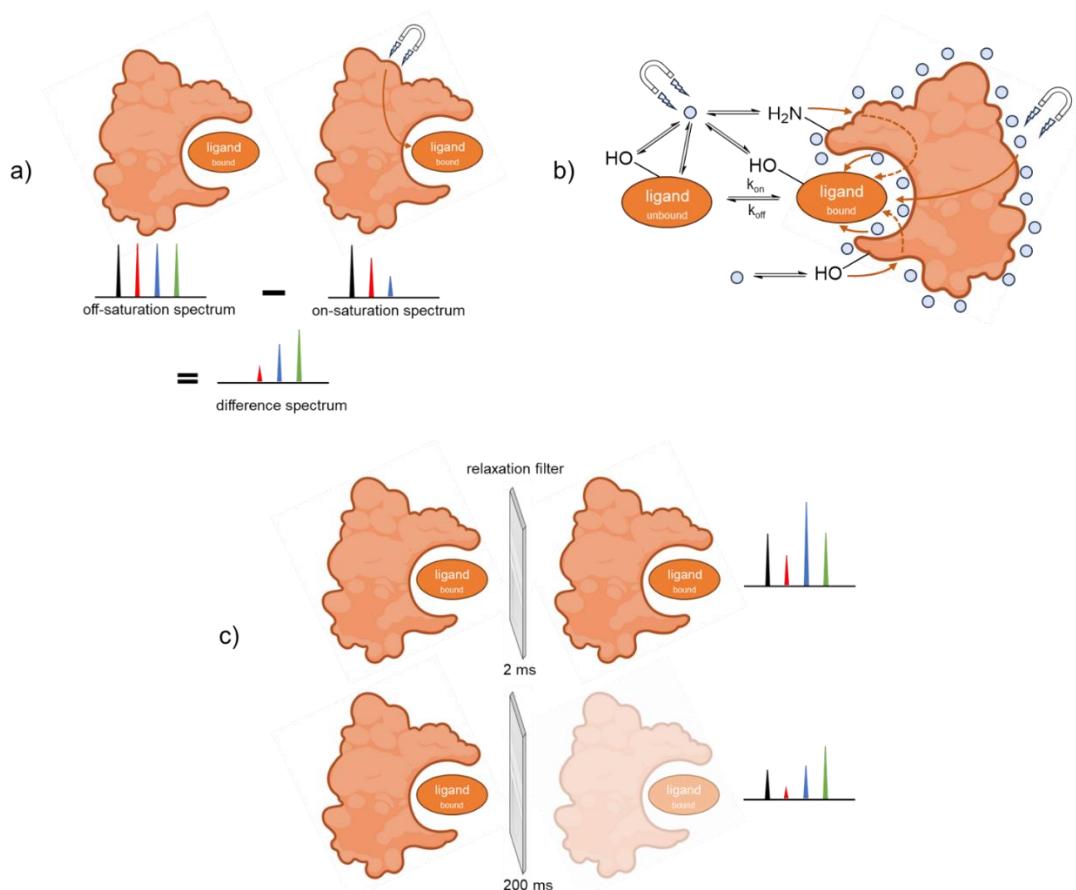 a)
ligand
bound
ligand
bound
off-saturation spectrum
on-saturation spectrum
difference spectrum
b)
H₂N
HO
HO
ligand
unbound
kon
koff
ligand
bound
HO
relaxation filter
c)
ligand
bound
ligand
bound
2 ms
ligand
bound
ligand
bound
200 ms